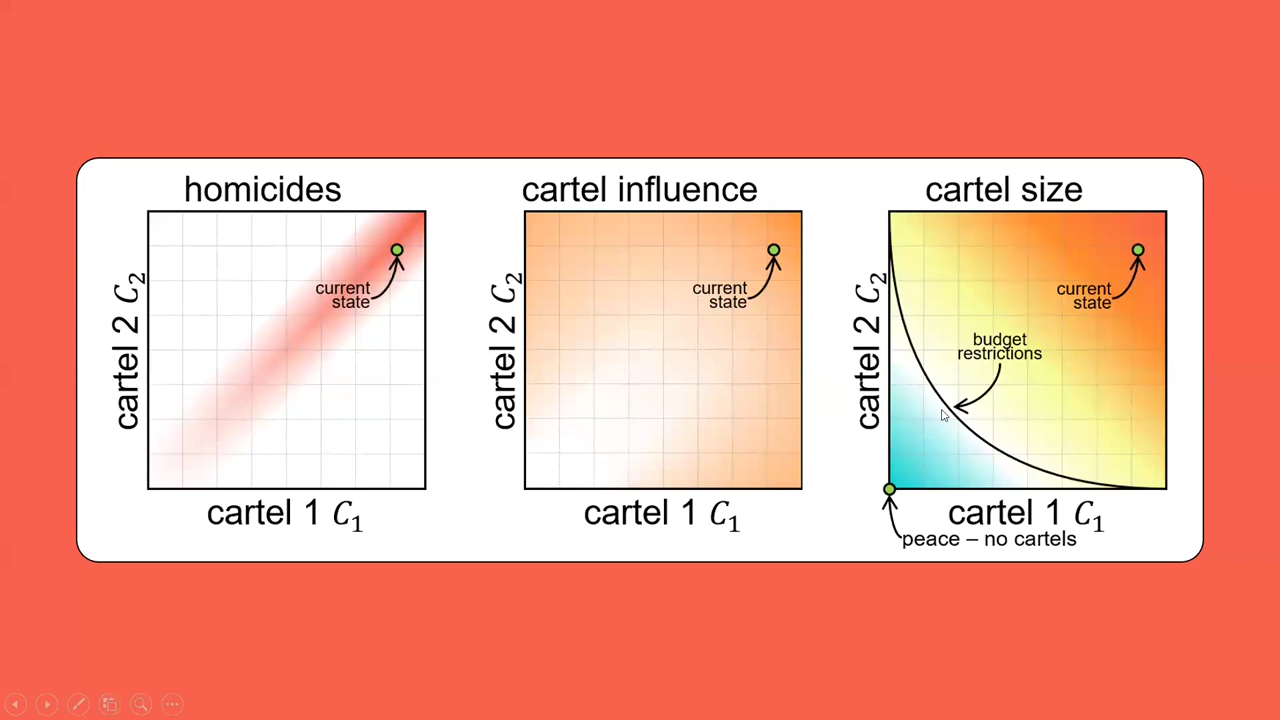 homicides
cartel 2 C₂
current
state
cartel 1 C₁
cartel influence
cartel 2 C₂
current
state
cartel 1 C₁
cartel size
cartel 2 C₂
current
state
budget
restrictions
cartel 1 C₁
peace – no cartels